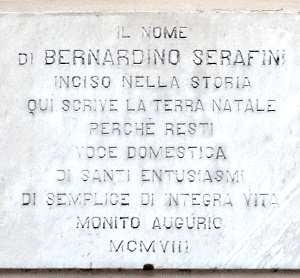 IL NOME
DI BERNARDINO SERAFINI
INCISO NELLA STORIA
QUI SCRIVE LA TERRA NATALE
PERCHÈ RESTI
VOCE DOMESTICA
DI SANTI ENTUSIASMI
DI SEMPLICE DI INTEGRA VITA
MONITO AUGURIO
MCMVIII